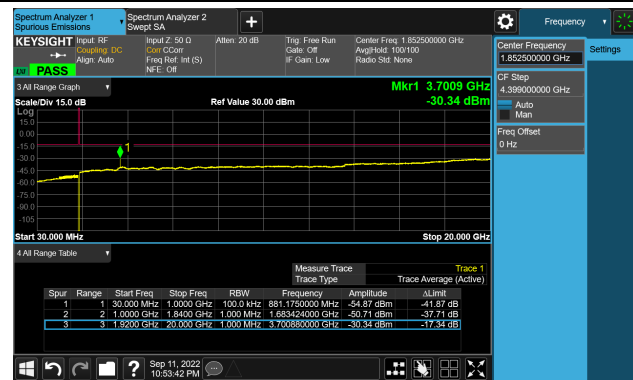 Spectrum Analyzer 1
Spurious Emissions
Spectrum Analyzer 2
Swept SA
Frequency
KEYSIGHT
Input: RF
Coupling: DC
Align: Auto
Input Z: 50 Ω
Corr CCorr
Freq Ref: Int (S)
NFE: Off
Atten: 20 dB
Trig: Free Run
Gate: Off
IF Gain: Low
Center Freq: 1.852500000 GHz
Avg|Hold: 100/100
Radio Std: None
LXI
PASS
Center Frequency
1.852500000 GHz
Settings
CF Step
4.399000000 GHz
Auto
Man
Freq Offset
0 Hz
3 All Range Graph
Mkr1 3.7009 GHz
-30.34 dBm
Scale/Div 15.0 dB
Ref Value 30.00 dBm
Log
15.0
0.00
-15.0
-30.0
-45.0
-60.0
-75.0
-90.0
-105
1
Start 30.000 MHz
Stop 20.000 GHz
4 All Range Table
Measure Trace Trace 1
Trace Type Trace Average (Active)
Spur Range Start Freq Stop Freq RBW Frequency Amplitude ΔLimit
1 1 30.000 MHz 1.0000 GHz 100.0 kHz 881.1750000 MHz -54.87 dBm -41.87 dB
2 2 1.0000 GHz 1.8400 GHz 1.000 MHz 1.683424000 GHz -50.71 dBm -37.71 dB
3 3 1.9200 GHz 20.000 GHz 1.000 MHz 3.700880000 GHz -30.34 dBm -17.34 dB
Sep 11, 2022
10:53:42 PM